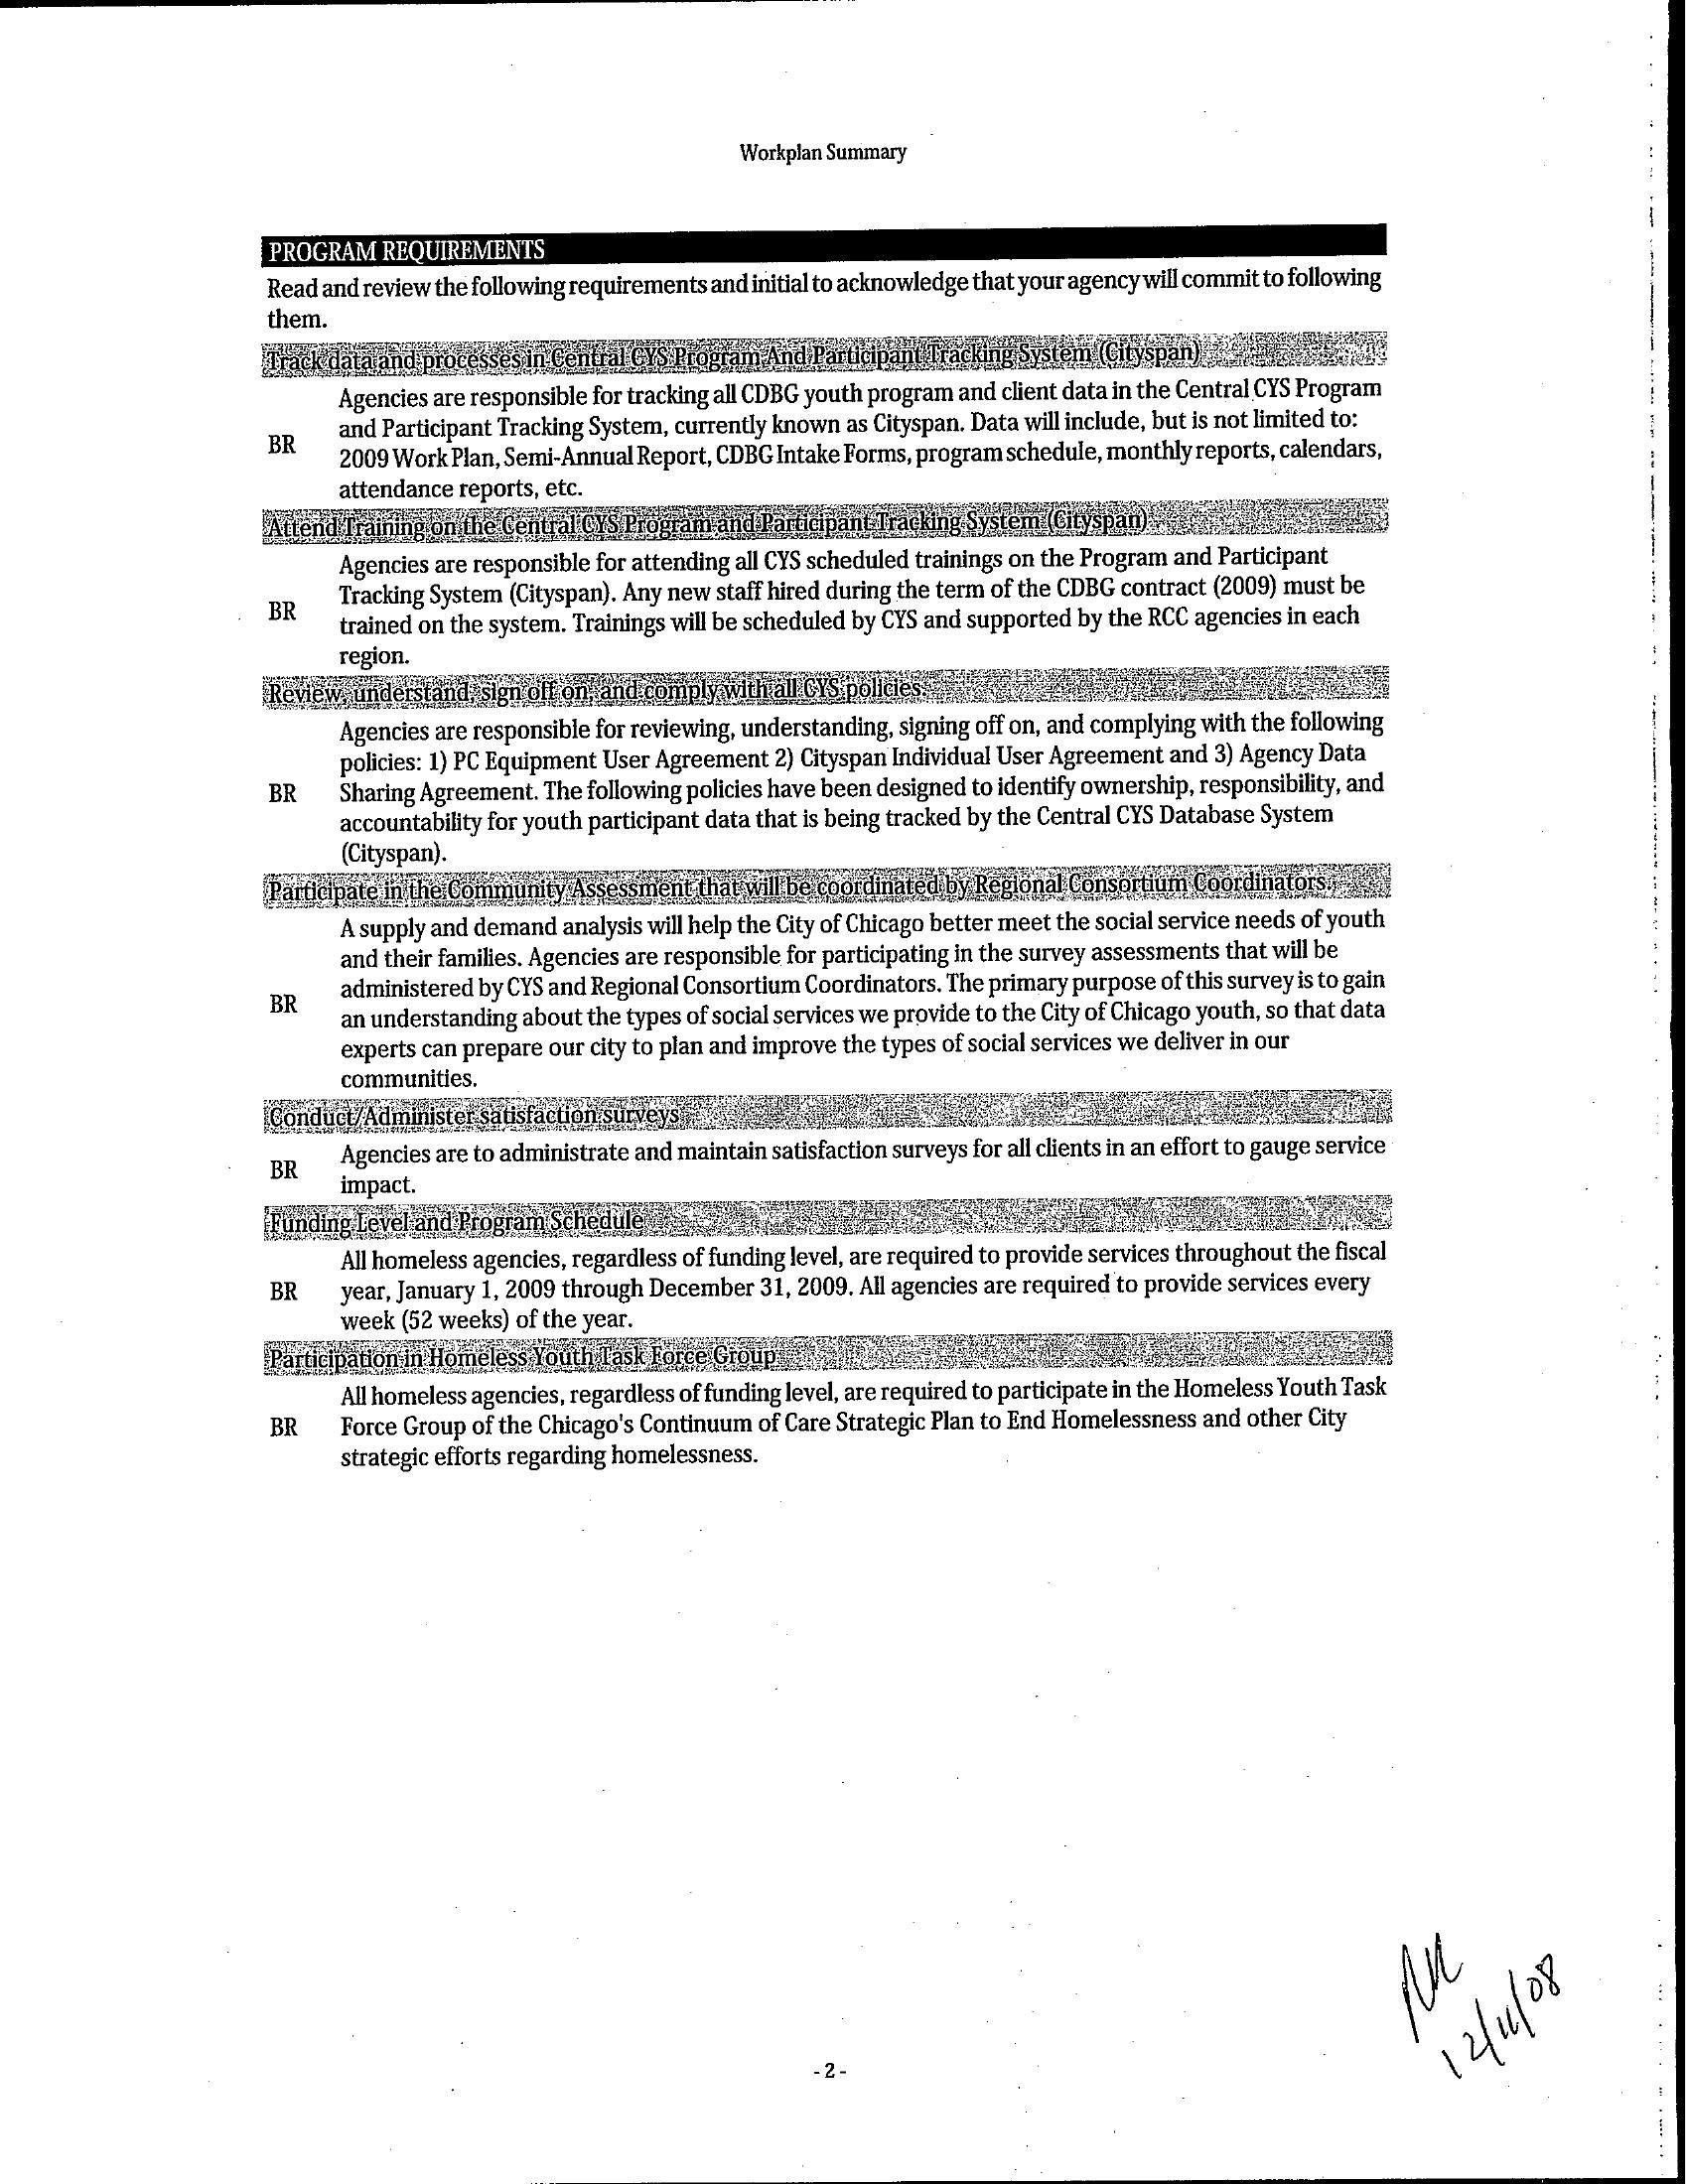 Workplan Summary
PROGRAM REQUIREMENTS
Read and review the following requirements and initial to acknowledge that your agency will commit to following
them.
Track data and processes in Central CYS Program And Participant Tracking System (Cityspan)
Agencies are responsible for tracking all CDBG youth program and client data in the Central CYS Program
and Participant Tracking System, currently known as Cityspan. Data will include, but is not limited to:
BR
2009 Work Plan, Semi-Annual Report, CDBG Intake Forms, program schedule, monthly reports, calendars,
attendance reports, etc.
Attend Training on the Central CYS Program and Participant Tracking System (Cityspan)
Agencies are responsible for attending all CYS scheduled trainings on the Program and Participant
Tracking System (Cityspan). Any new staff hired during the term of the CDBG contract (2009) must be
BR
trained on the system. Trainings will be scheduled by CYS and supported by the RCC agencies in each
region.
Review, understand, sign off on, and comply with all CYS policies.
Agencies are responsible for reviewing, understanding, signing off on, and complying with the following
policies: 1) PC Equipment User Agreement 2) Cityspan Individual User Agreement and 3) Agency Data
BR Sharing Agreement. The following policies have been designed to identify ownership, responsibility, and
accountability for youth participant data that is being tracked by the Central CYS Database System
(Cityspan).
Participate in the Community Assessment that will be coordinated by Regional Consortium Coordinators.
A supply and demand analysis will help the City of Chicago better meet the social service needs of youth
and their families. Agencies are responsible for participating in the survey assessments that will be
administered by CYS and Regional Consortium Coordinators. The primary purpose of this survey is to gain
BR
an understanding about the types of social services we provide to the City of Chicago youth, so that data
experts can prepare our city to plan and improve the types of social services we deliver in our
communities.
Conduct/Administer satisfaction surveys
Agencies are to administrate and maintain satisfaction surveys for all clients in an effort to gauge service
BR
impact.
Funding Level and Program Schedule
All homeless agencies, regardless of funding level, are required to provide services throughout the fiscal
BR year, January 1, 2009 through December 31, 2009. All agencies are required to provide services every
week (52 weeks) of the year.
Participation in Homeless Youth Task Force Group
All homeless agencies, regardless of funding level, are required to participate in the Homeless Youth Task
BR Force Group of the Chicago's Continuum of Care Strategic Plan to End Homelessness and other City
strategic efforts regarding homelessness.
12/11/08
- 2 -